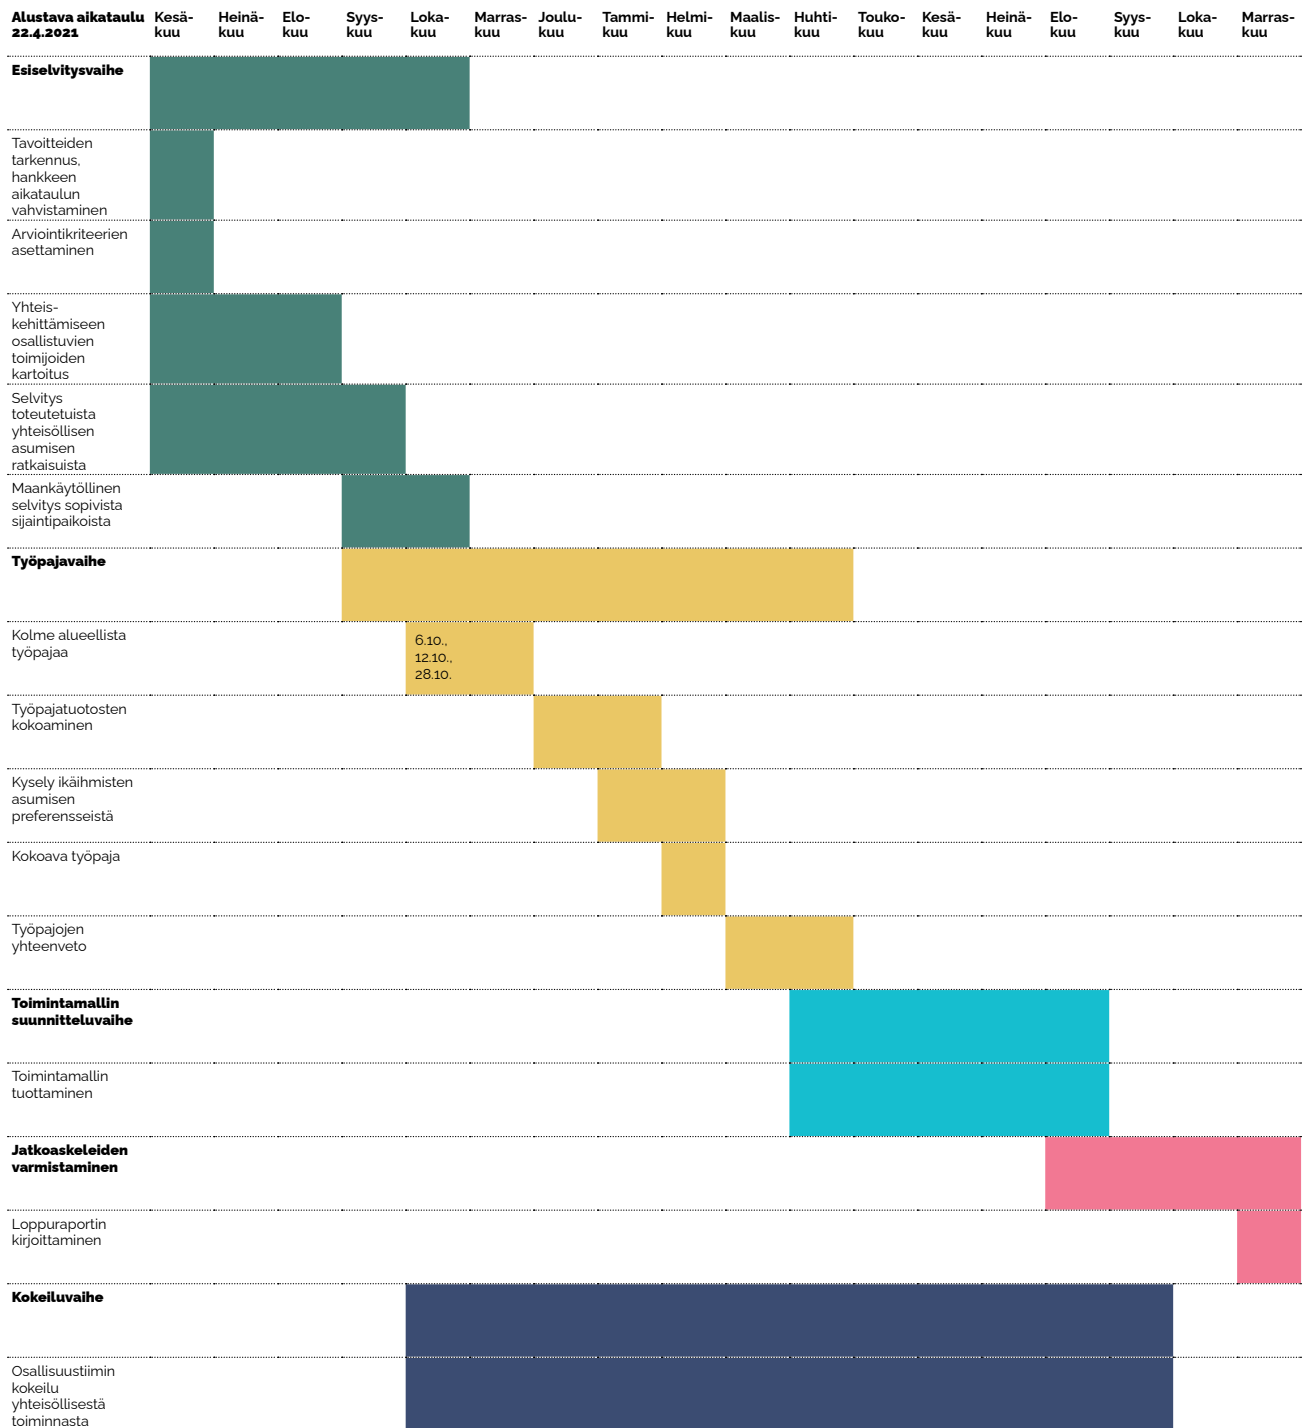 Alustava aikataulu Kesä- Heinä- Elo- Syys- Loka- Marras- Joulu- Tammi- Helmi- Maalis- Huhti- Touko- Kesä- Heinä- Elo- Syys- Loka- Marras-
22.4.2021 kuu kuu kuu kuu kuu kuu kuu kuu kuu kuu kuu kuu kuu kuu kuu kuu kuu kuu
Esiselvitysvaihe
Tavoitteiden
tarkennus,
hankkeen
aikataulun
vahvistaminen
Arviointikriteerien
asettaminen
Yhteis-
kehittämiseen
osallistuvien
toimijoiden
kartoitus
Selvitys
toteutetuista
yhteisöllisen
asumisen
ratkaisuista
Maankäytöllinen
selvitys sopivista
sijaintipaikoista
Työpajavaihe
Kolme alueellista
työpajaa
6.10.,
12.10.,
28.10.
Työpajatuotosten
kokoaminen
Kysely ikäihmisten
asumisen
preferensseistä
Kokoava työpaja
Työpajojen
yhteenveto
Toimintamallin
suunnitteluvaihe
Toimintamallin
tuottaminen
Jatkoaskeleiden
varmistaminen
Loppuraportin
kirjoittaminen
Kokeiluvaihe
Osallisuustiimin
kokeilu
yhteisöllisestä
toiminnasta